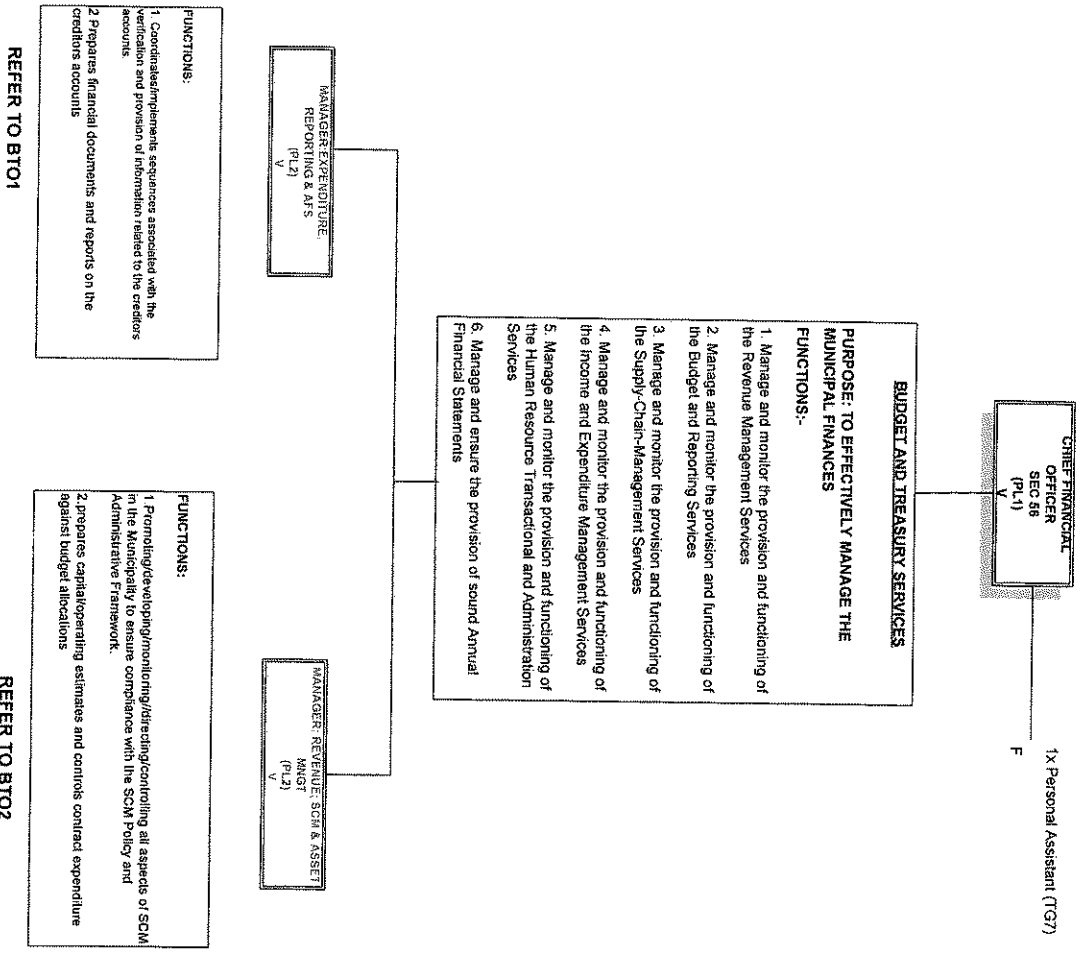 CHIEF FINANCIAL
OFFICER
SEC 56
(PL1)
V
1x Personal Assistant (TG7)
F
BUDGET AND TREASURY SERVICES
PURPOSE: TO EFFECTIVELY MANAGE THE
MUNICIPAL FINANCES
FUNCTIONS:-
1. Manage and monitor the provision and functioning of
the Revenue Management Services
2. Manage and monitor the provision and functioning of
the Budget and Reporting Services
3. Manage and monitor the provision and functioning of
the Supply-Chain-Management Services
4. Manage and monitor the provision and functioning of
the Income and Expenditure Management Services
5. Manage and monitor the provision and functioning of
the Human Resource Transactional and Administration
Services
6. Manage and ensure the provision of sound Annual
Financial Statements
MANAGER:EXPENDITURE,
REPORTING & AFS
(PL2)
V
FUNCTIONS:
1. Coordinates/implements sequences associated with the
verification and provision of information related to the creditors
accounts.
2 Prepares financial documents and reports on the
creditors accounts
REFER TO BTO1
MANAGER: REVENUE; SCM & ASSET
MNGT
(PL2)
V
FUNCTIONS:
1.Promoting/developing/monitoring//directing/controlling all aspects of SCM
in the Municipality to ensure compliance with the SCM Policy and
Administrative Framework.
2.,prepares capital/operating estimates and controls contract expenditure
against budget allocations
REFER TO BTO2